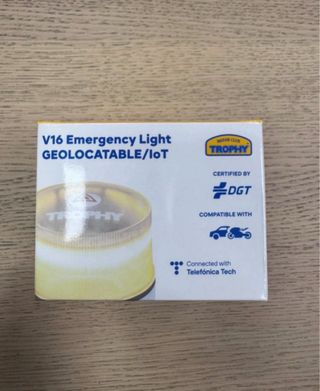 V16 Emergency Light
GEOLOCATABLE/IoT
TROPHY
CERTIFIED BY
DGT
COMPATIBLE WITH
Connected with
Telefónica Tech
TROPHY